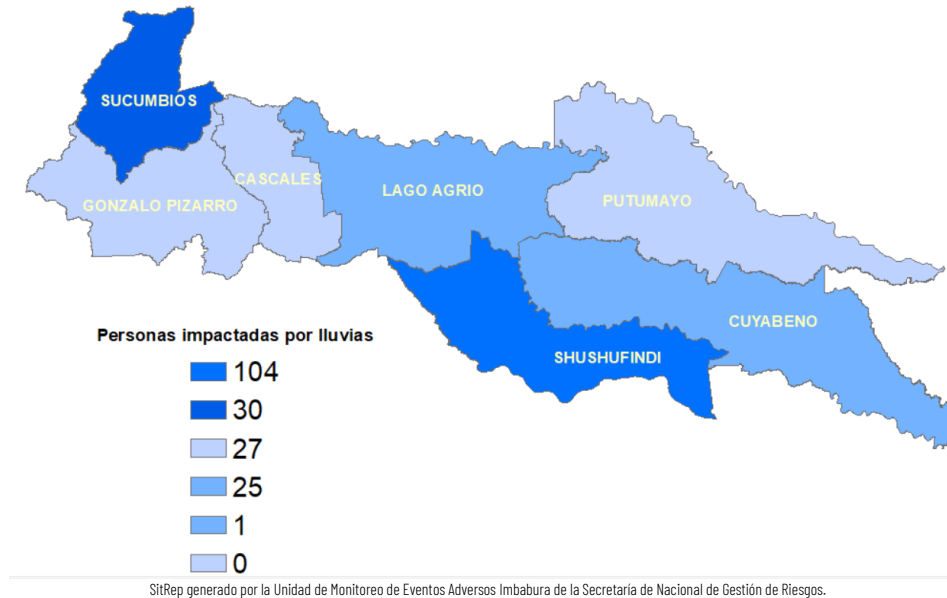 SUCUMBIOS
CASCALES
LAGO AGRIO
GONZALO PIZARRO
PUTUMAYO
CUYABENO
SHUSHUFINDI
Personas impactadas por lluvias
104
30
27
25
1
0
SitRep generado por la Unidad de Monitoreo de Eventos Adversos Imbabura de la Secretaría de Nacional de Gestión de Riesgos.